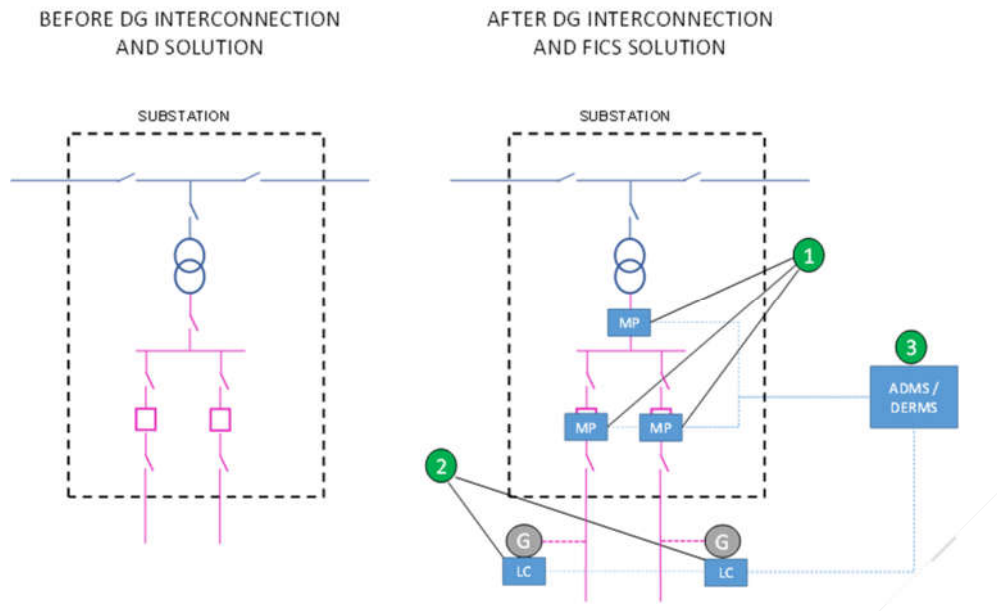 BEFORE DG INTERCONNECTION
AND SOLUTION
AFTER DG INTERCONNECTION
AND FICS SOLUTION
SUBSTATION
SUBSTATION
1
MP
3
ADMS /
DERMS
MP
MP
2
G
G
LC
LC